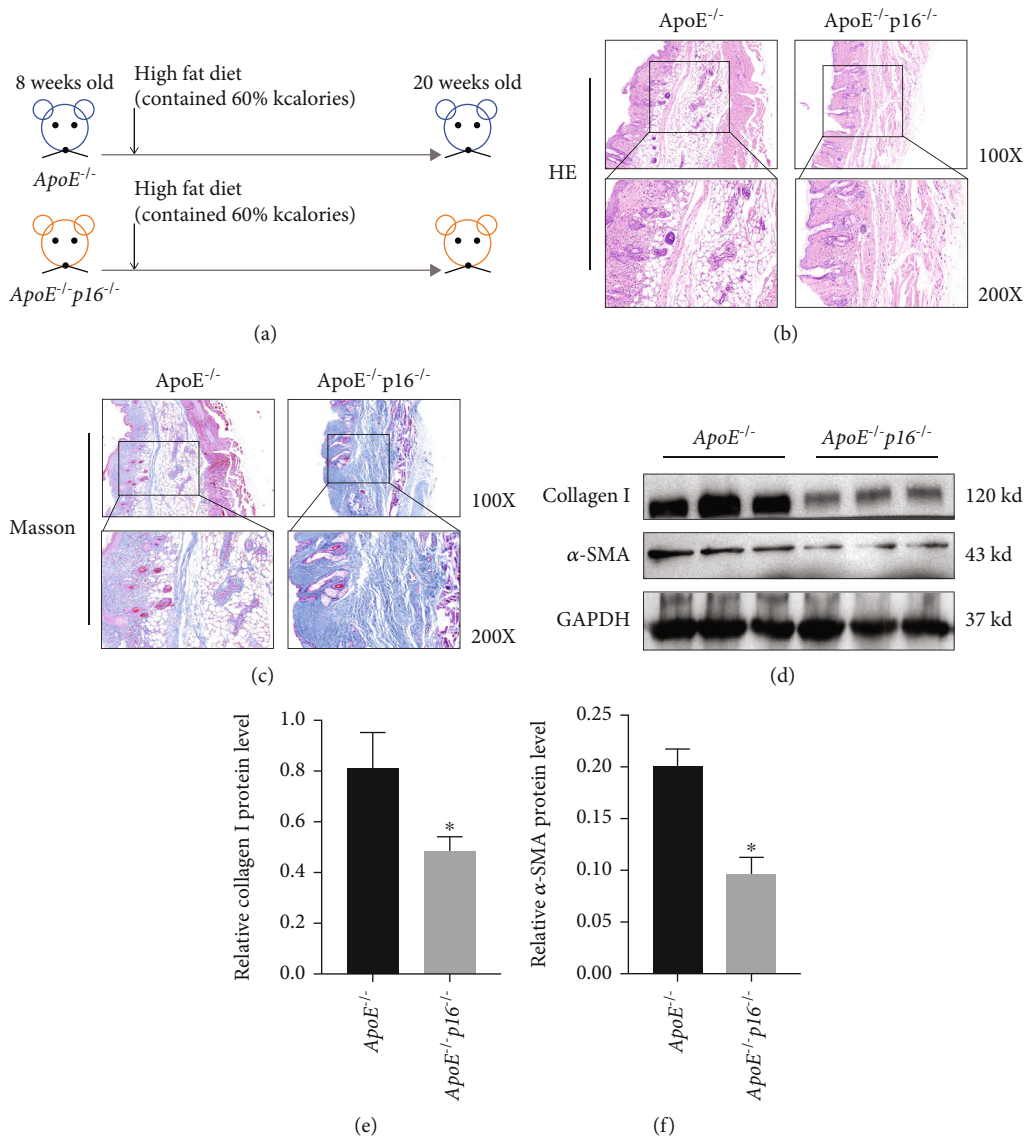 8 weeks old
High fat diet
(contained 60% kcalories)
20 weeks old
ApoE-/-
High fat diet
(contained 60% kcalories)
ApoE-/-p16-/-
(a)
ApoE-/-
ApoE-/-p16-/-
HE
100X
200X
(b)
ApoE-/-
ApoE-/-p16-/-
Masson
100X
200X
(c)
ApoE-/-
ApoE-/-p16-/-
Collagen I
120 kd
α-SMA
43 kd
GAPDH
37 kd
(d)
Relative collagen I protein level
1.0
0.8
0.6
0.4
0.2
0.0
*
ApoE-/-
ApoE-/-p16-/-
(e)
Relative α-SMA protein level
0.25
0.20
0.15
0.10
0.05
0.00
*
ApoE-/-
ApoE-/-p16-/-
(f)